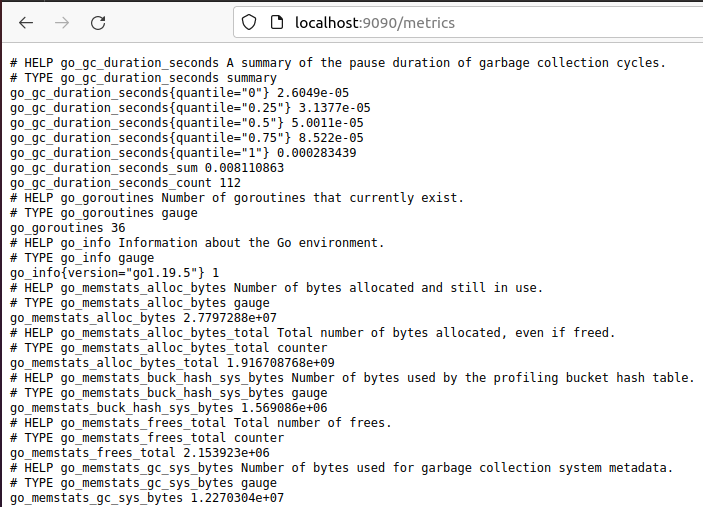 localhost:9090/metrics
# HELP go_gc_duration_seconds A summary of the pause duration of garbage collection cycles.
# TYPE go_gc_duration_seconds summary
go_gc_duration_seconds{quantile="0"} 2.6049e-05
go_gc_duration_seconds{quantile="0.25"} 3.1377e-05
go_gc_duration_seconds{quantile="0.5"} 5.0011e-05
go_gc_duration_seconds{quantile="0.75"} 8.522e-05
go_gc_duration_seconds{quantile="1"} 0.000283439
go_gc_duration_seconds_sum 0.008110863
go_gc_duration_seconds_count 112
# HELP go_goroutines Number of goroutines that currently exist.
# TYPE go_goroutines gauge
go_goroutines 36
# HELP go_info Information about the Go environment.
# TYPE go_info gauge
go_info{version="go1.19.5"} 1
# HELP go_memstats_alloc_bytes Number of bytes allocated and still in use.
# TYPE go_memstats_alloc_bytes gauge
go_memstats_alloc_bytes 2.7797288e+07
# HELP go_memstats_alloc_bytes_total Total number of bytes allocated, even if freed.
# TYPE go_memstats_alloc_bytes_total counter
go_memstats_alloc_bytes_total 1.916708768e+09
# HELP go_memstats_buck_hash_sys_bytes Number of bytes used by the profiling bucket hash table.
# TYPE go_memstats_buck_hash_sys_bytes gauge
go_memstats_buck_hash_sys_bytes 1.569086e+06
# HELP go_memstats_frees_total Total number of frees.
# TYPE go_memstats_frees_total counter
go_memstats_frees_total 2.153923e+06
# HELP go_memstats_gc_sys_bytes Number of bytes used for garbage collection system metadata.
# TYPE go_memstats_gc_sys_bytes gauge
go_memstats_gc_sys_bytes 1.2270304e+07